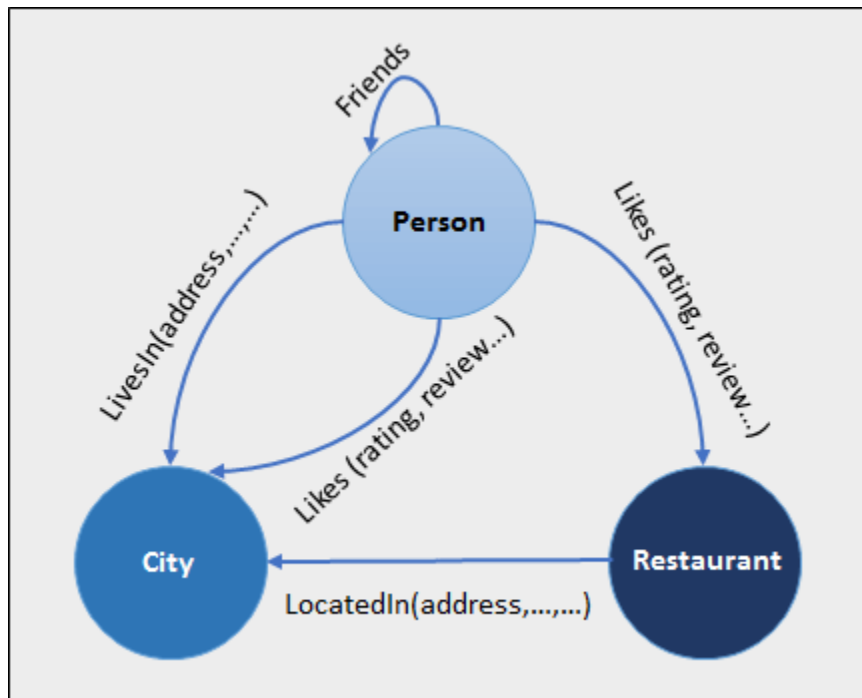 Friends
Person
LivesIn(address,...,...)
Likes (rating, review...)
Likes (rating, review...)
City
Restaurant
LocatedIn(address,...,...)